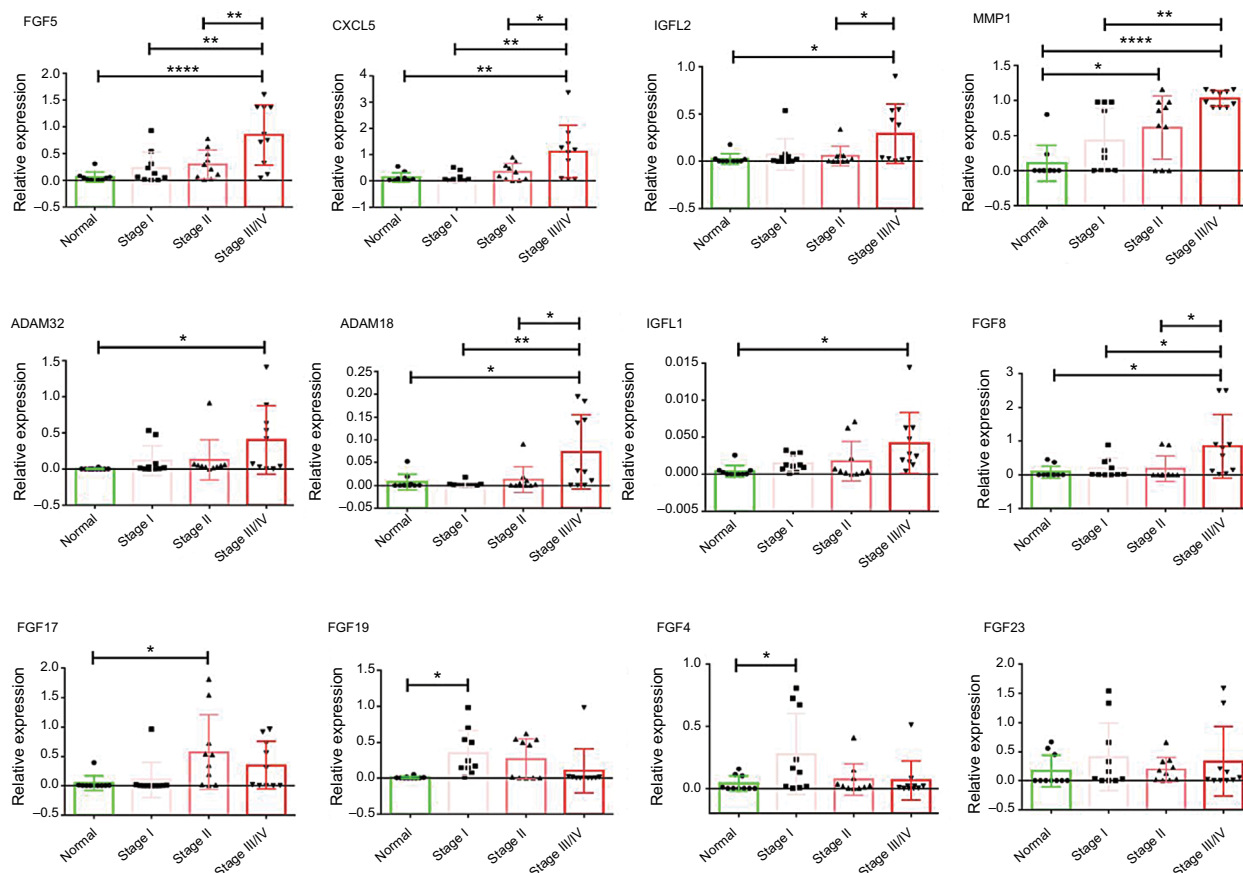 FGF5
**
**
****
Relative expression
2.0
1.5
1.0
0.5
0.0
–0.5
Normal
Stage I
Stage II
Stage III/IV
CXCL5
*
**
**
Relative expression
4
3
2
1
0
–1
Normal
Stage I
Stage II
Stage III/IV
IGFL2
*
*
Relative expression
1.0
0.5
0.0
–0.5
Normal
Stage I
Stage II
Stage III/IV
MMP1
**
****
*
Relative expression
1.5
1.0
0.5
0.0
–0.5
Normal
Stage I
Stage II
Stage III/IV
ADAM32
*
Relative expression
1.5
1.0
0.5
0.0
–0.5
Normal
Stage I
Stage II
Stage III/IV
ADAM18
*
**
*
Relative expression
0.25
0.20
0.15
0.10
0.05
0.00
–0.05
Normal
Stage I
Stage II
Stage III/IV
IGFL1
*
Relative expression
0.015
0.010
0.005
0.000
–0.005
Normal
Stage I
Stage II
Stage III/IV
FGF8
*
*
*
Relative expression
3
2
1
0
–1
Normal
Stage I
Stage II
Stage III/IV
FGF17
*
Relative expression
2.0
1.5
1.0
0.5
0.0
–0.5
Normal
Stage I
Stage II
Stage III/IV
FGF19
*
Relative expression
1.5
1.0
0.5
0.0
–0.5
Normal
Stage I
Stage II
Stage III/IV
FGF4
*
Relative expression
1.0
0.5
0.0
Normal
Stage I
Stage II
Stage III/IV
FGF23
Relative expression
2.0
1.5
1.0
0.5
0.0
–0.5
Normal
Stage I
Stage II
Stage III/IV